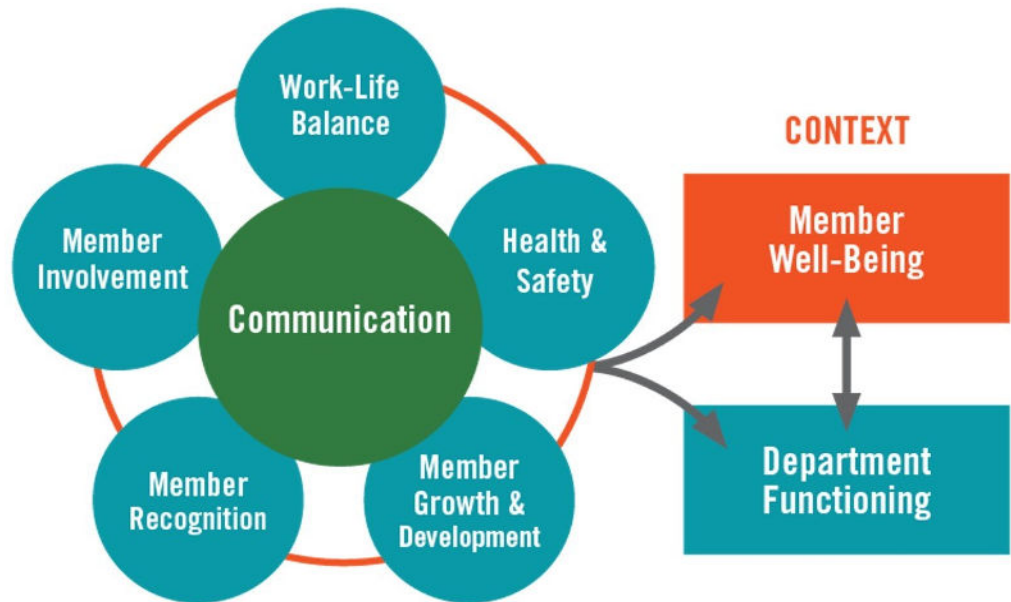 Work-Life
Balance
Member
Involvement
Health &
Safety
Communication
Member
Recognition
Member
Growth &
Development
CONTEXT
Member
Well-Being
Department
Functioning